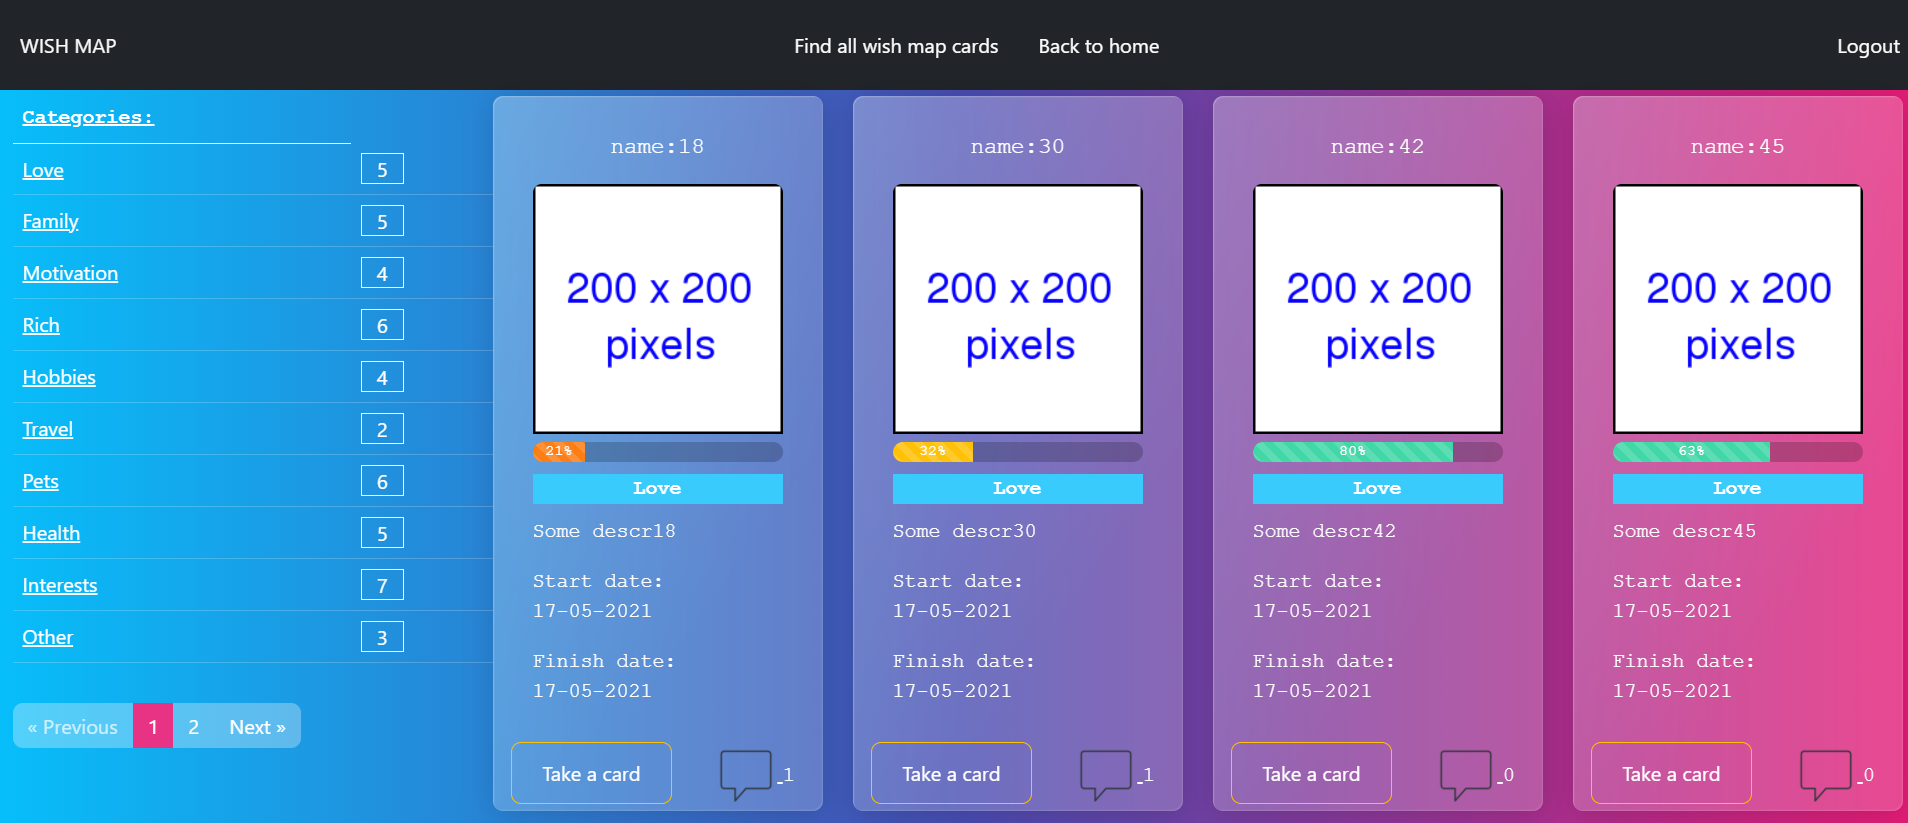 WISH MAP
Find all wish map cards
Back to home
Logout
Categories:
Love 5
Family 5
Motivation 4
Rich 6
Hobbies 4
Travel 2
Pets 6
Health 5
Interests 7
Other 3
« Previous 1 2 Next »
name:18
200 x 200
pixels
21%
Love
Some descr18
Start date:
17-05-2021
Finish date:
17-05-2021
Take a card
1
name:30
200 x 200
pixels
32%
Love
Some descr30
Start date:
17-05-2021
Finish date:
17-05-2021
Take a card
1
name:42
200 x 200
pixels
80%
Love
Some descr42
Start date:
17-05-2021
Finish date:
17-05-2021
Take a card
0
name:45
200 x 200
pixels
63%
Love
Some descr45
Start date:
17-05-2021
Finish date:
17-05-2021
Take a card
0